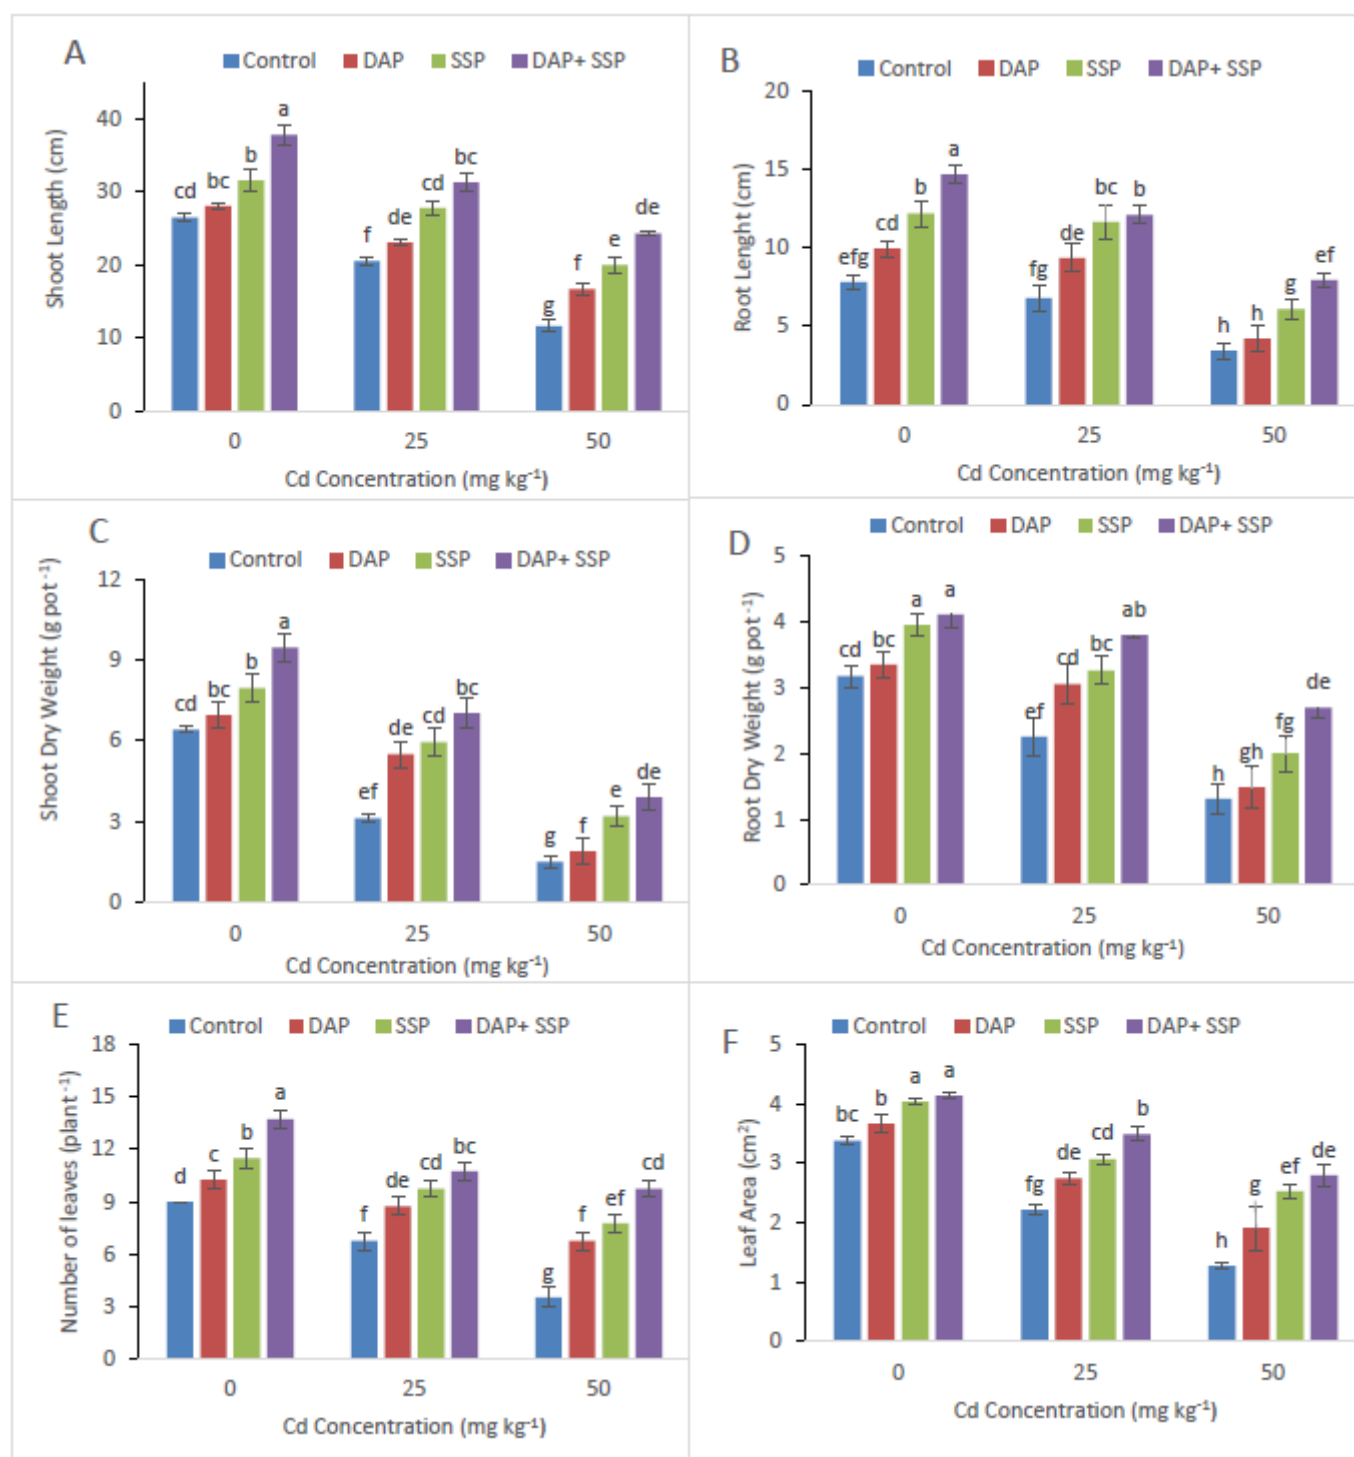 A
Control DAP SSP DAP+ SSP
Shoot Length (cm)
40
30
20
10
0
cd bc b a
f de cd bc
g f e de
0 25 50
Cd Concentration (mg kg⁻¹)
B
Control DAP SSP DAP+ SSP
Root Lenght (cm)
20
15
10
5
0
efg cd b a
fg de bc b
h h g ef
0 25 50
Cd Concentration (mg kg⁻¹)
C
Control DAP SSP DAP+ SSP
Shoot Dry Weight (g pot⁻¹)
12
9
6
3
0
cd bc b a
ef de cd bc
g f e de
0 25 50
Cd Concentration (mg kg⁻¹)
D
Control DAP SSP DAP+ SSP
Root Dry Weight (g pot⁻¹)
5
4
3
2
1
0
cd bc a a
ef cd bc ab
h gh fg de
0 25 50
Cd Concentration (mg kg⁻¹)
E
Control DAP SSP DAP+ SSP
Number of leaves (plant⁻¹)
18
15
12
9
6
3
0
d c b a
f de cd bc
g f ef cd
0 25 50
Cd Concentration (mg kg⁻¹)
F
Control DAP SSP DAP+ SSP
Leaf Area (cm²)
5
4
3
2
1
0
bc b a a
fg de cd b
h g ef de
0 25 50
Cd Concentration (mg kg⁻¹)